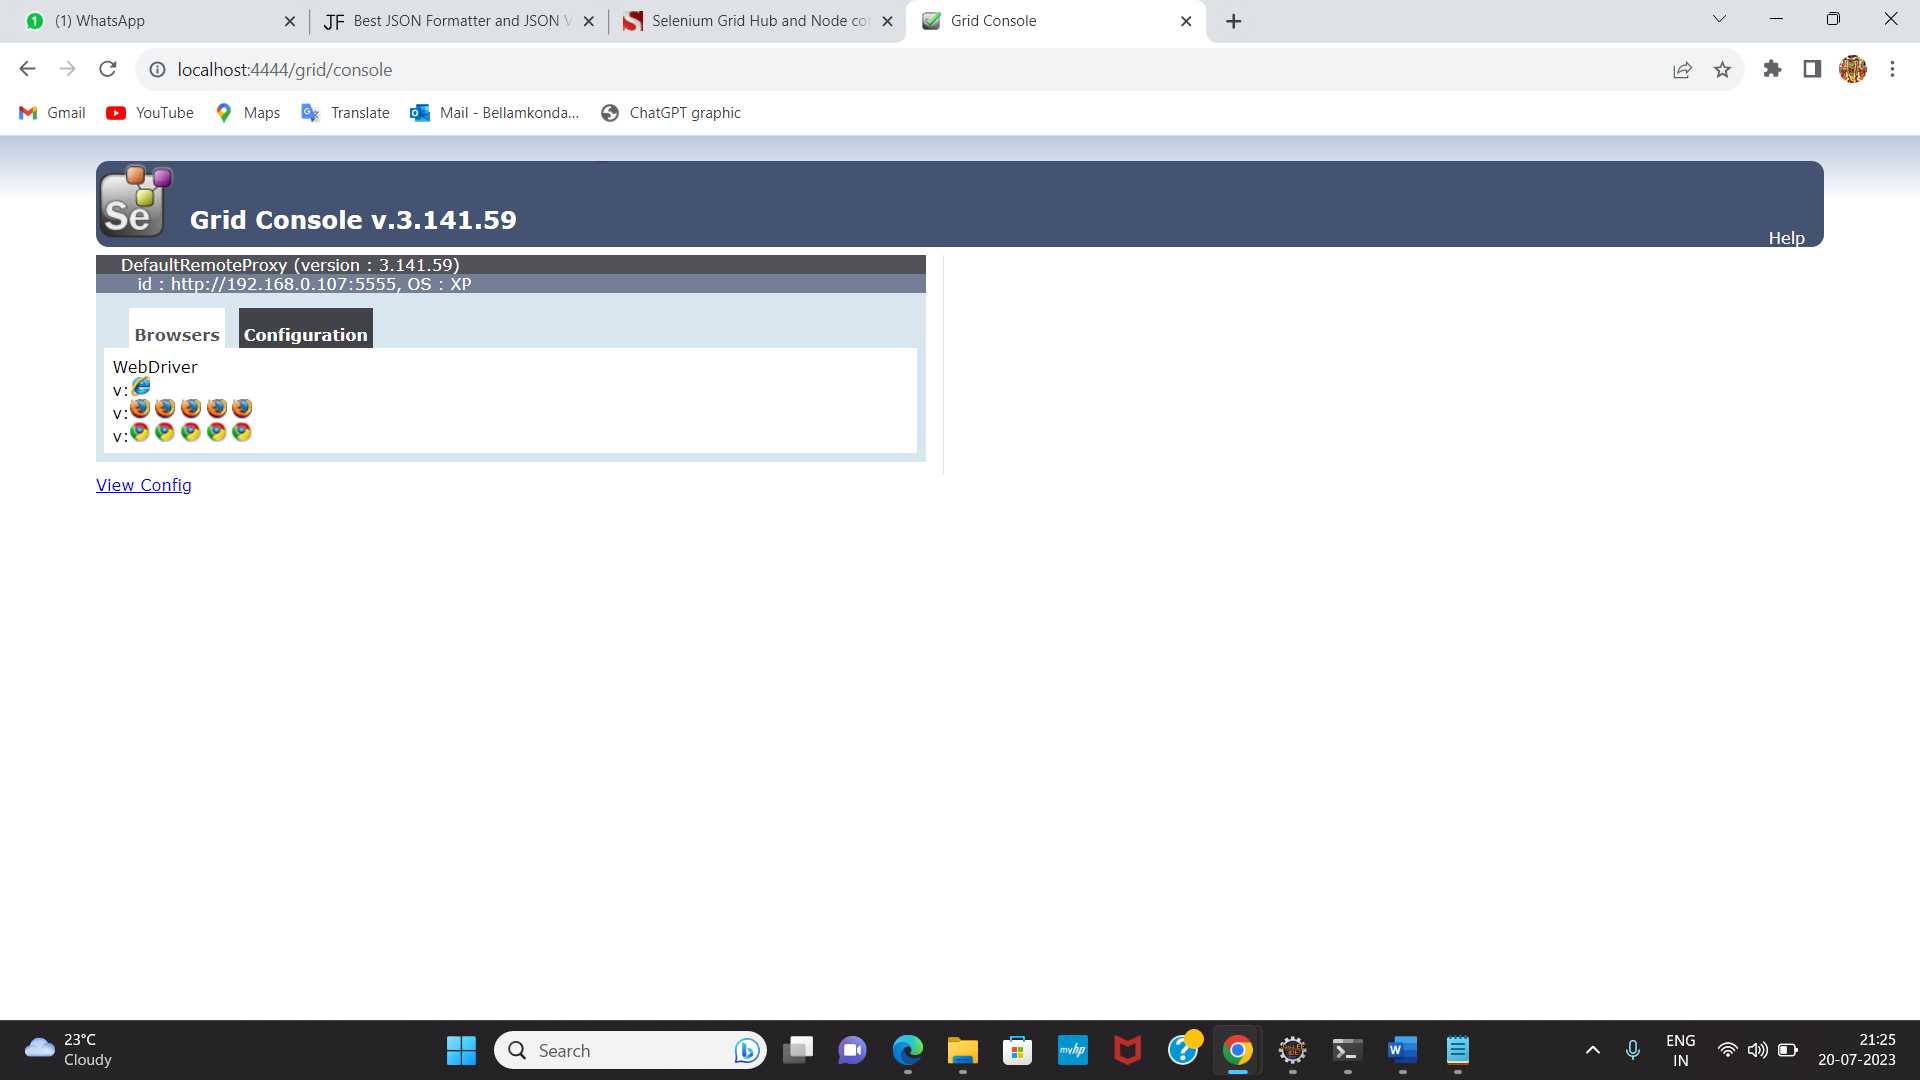 (1) WhatsApp
JF Best JSON Formatter and JSON V
Selenium Grid Hub and Node co
Grid Console
localhost:4444/grid/console
Gmail
YouTube
Maps
Translate
Mail - Bellamkonda...
ChatGPT graphic
Se
Grid Console v.3.141.59
Help
DefaultRemoteProxy (version : 3.141.59)
id : http://192.168.0.107:5555, OS : XP
Browsers
Configuration
WebDriver
v:
v:
v:
View Config
23°C
Cloudy
Search
myhp
W
ENG
IN
21:25
20-07-2023